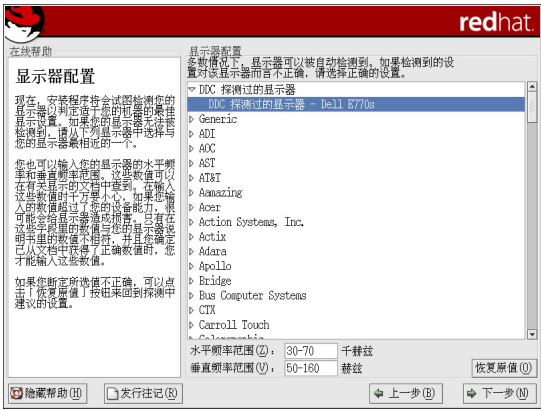 redhat.
在线帮助
显示器配置
现在，安装程序将会试图检测您的
显示器以判定适于您的机器的最佳
显示设置。如果您的显示器无法被
检测到，请从下列显示器中选择与
您的显示器最相近的一个。
您也可以输入您的显示器的水平频
率和垂直频率范围。这些数值可以
在有关显示的文档中查到。在输入
这些数值时千万要小心，如果您输
入的数值超过了您的设备能力，很
可能会给显示器造成损害。只有在
这些字段里的数值与您的显示器说
明书里的数值不相符，并且您确定
已从文档中获得了正确数值时，您
才能输入这些数值。
如果您断定所选值不正确，可以点
击「恢复原值」按钮来回到探测中
建议的设置。
显示器配置
多数情况下，显示器可以被自动检测到。如果检测到的设
置对该显示器而言不正确，请选择正确的设置。
DDC 探测过的显示器
DDC 探测过的显示器 - Dell E770s
Generic
ADI
AOC
AST
AT&T
Aamazing
Acer
Action Systems, Inc.
Actix
Adara
Apollo
Bridge
Bus Computer Systems
CTX
Carroll Touch
水平频率范围(Z): 30-70 千赫兹
垂直频率范围(V): 50-160 赫兹
恢复原值(O)
隐藏帮助(H)
发行注记(R)
上一步(B)
下一步(N)